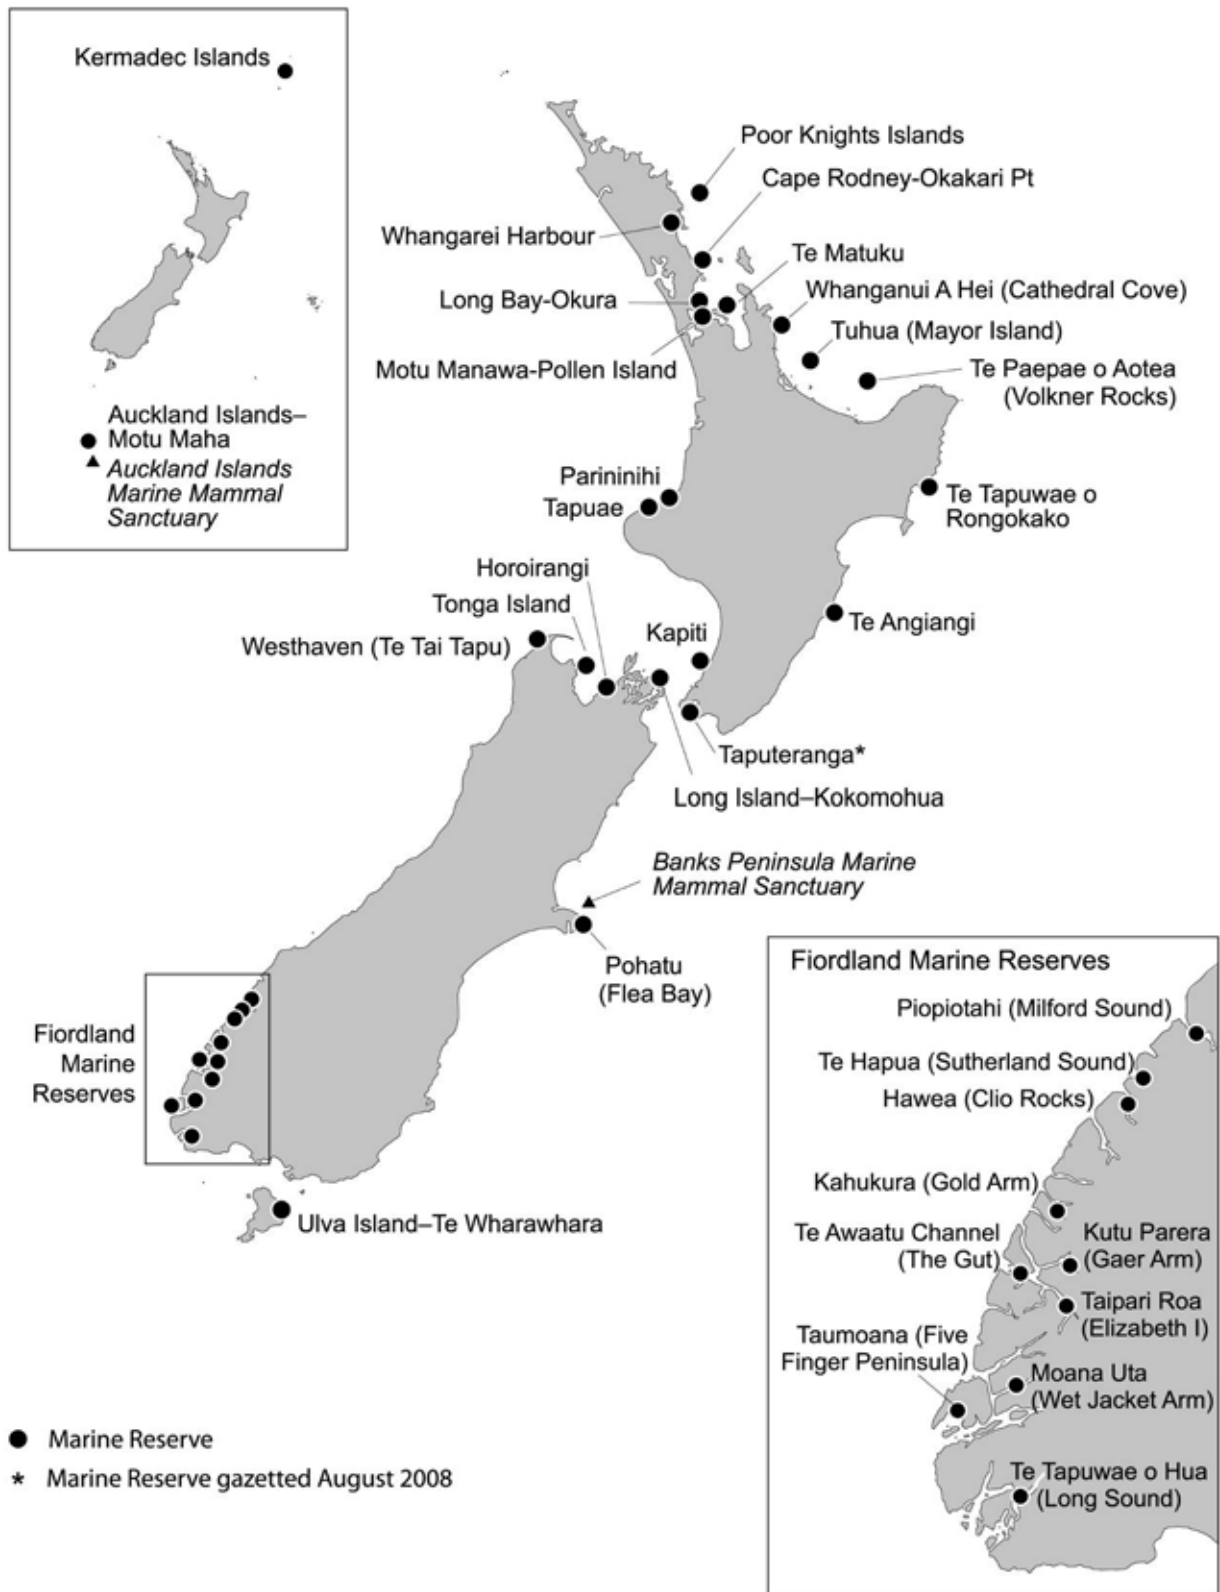 Kermadec Islands
Auckland Islands–
Motu Maha
Auckland Islands
Marine Mammal
Sanctuary
Poor Knights Islands
Cape Rodney-Okakari Pt
Whangarei Harbour
Te Matuku
Long Bay-Okura
Whanganui A Hei (Cathedral Cove)
Tuhua (Mayor Island)
Motu Manawa-Pollen Island
Te Paepae o Aotea
(Volkner Rocks)
Parininihi
Tapuae
Te Tapuwae o
Rongokako
Horoirangi
Tonga Island
Westhaven (Te Tai Tapu)
Kapiti
Te Angiangi
Taputeranga*
Long Island–Kokomohua
Banks Peninsula Marine
Mammal Sanctuary
Pohatu
(Flea Bay)
Fiordland
Marine
Reserves
Ulva Island–Te Wharawhara
Fiordland Marine Reserves
Piopiotahi (Milford Sound)
Te Hapua (Sutherland Sound)
Hawea (Clio Rocks)
Kahukura (Gold Arm)
Te Awaatu Channel
(The Gut)
Kutu Parera
(Gaer Arm)
Taipari Roa
(Elizabeth I)
Taumoana (Five
Finger Peninsula)
Moana Uta
(Wet Jacket Arm)
Te Tapuwae o Hua
(Long Sound)
Marine Reserve
* Marine Reserve gazetted August 2008